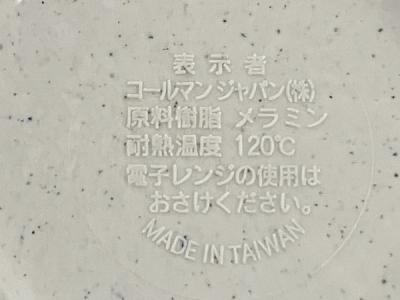 表示者
コールマンジャパン(株)
原料樹脂 メラミン
耐熱温度 120℃
電子レンジの使用は
おさけください。
MADE IN TAIWAN